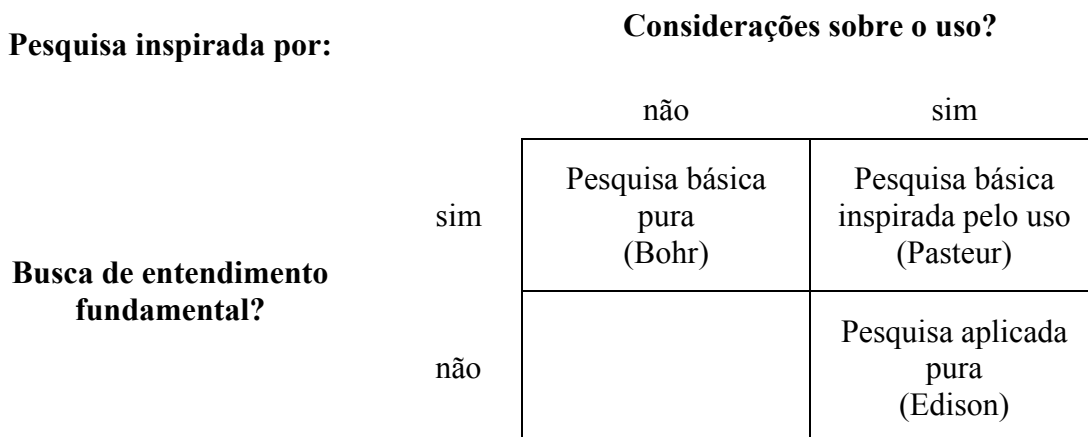 Considerações sobre o uso?
Pesquisa inspirada por:
não
sim
Pesquisa básica
pura
(Bohr)
Pesquisa básica
inspirada pelo uso
(Pasteur)
sim
Busca de entendimento
fundamental?
não
Pesquisa aplicada
pura
(Edison)